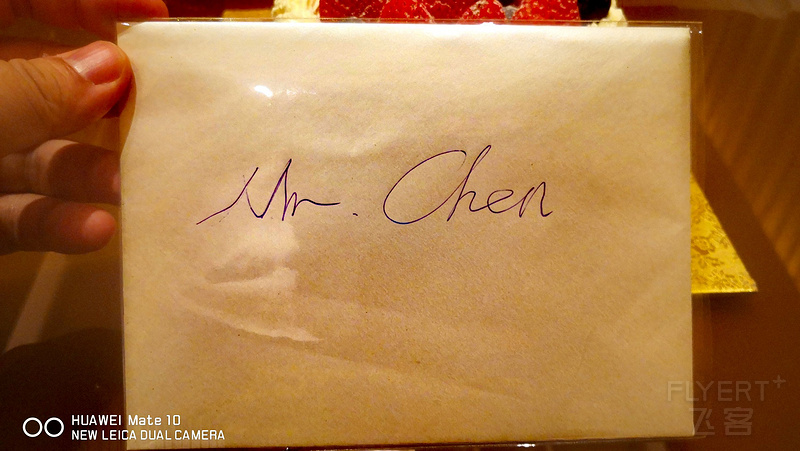 Mr. Chen
FLYERT+
飞客
HUAWEI Mate 10
NEW LEICA DUAL CAMERA